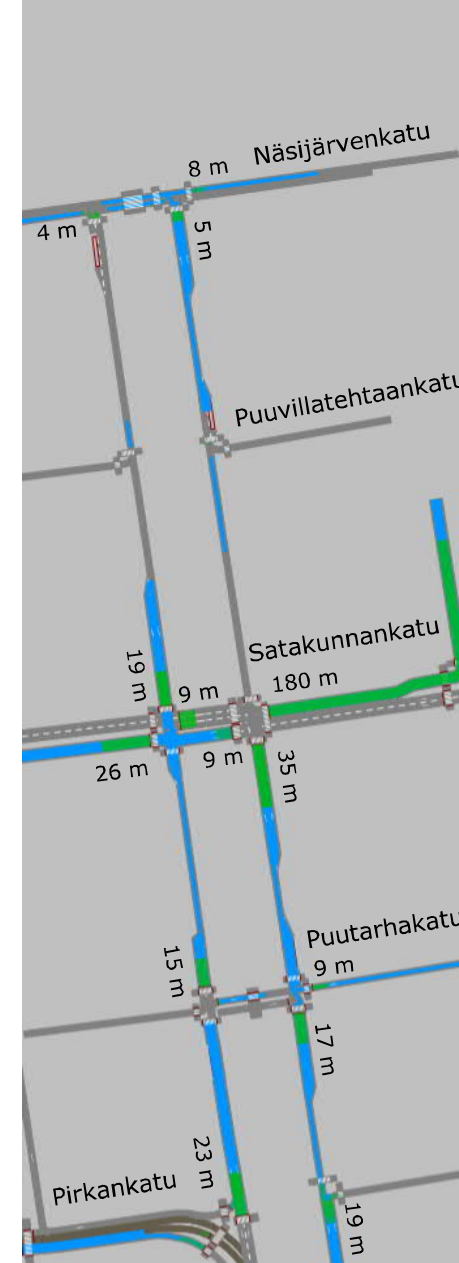 Näsijärvenkatu
8 m
4 m
5 m
Puuvillatehtaankatu
Satakunnankatu
19 m
9 m
180 m
26 m
9 m
35 m
Puutarhakatu
15 m
9 m
17 m
23 m
Pirkankatu
19 m